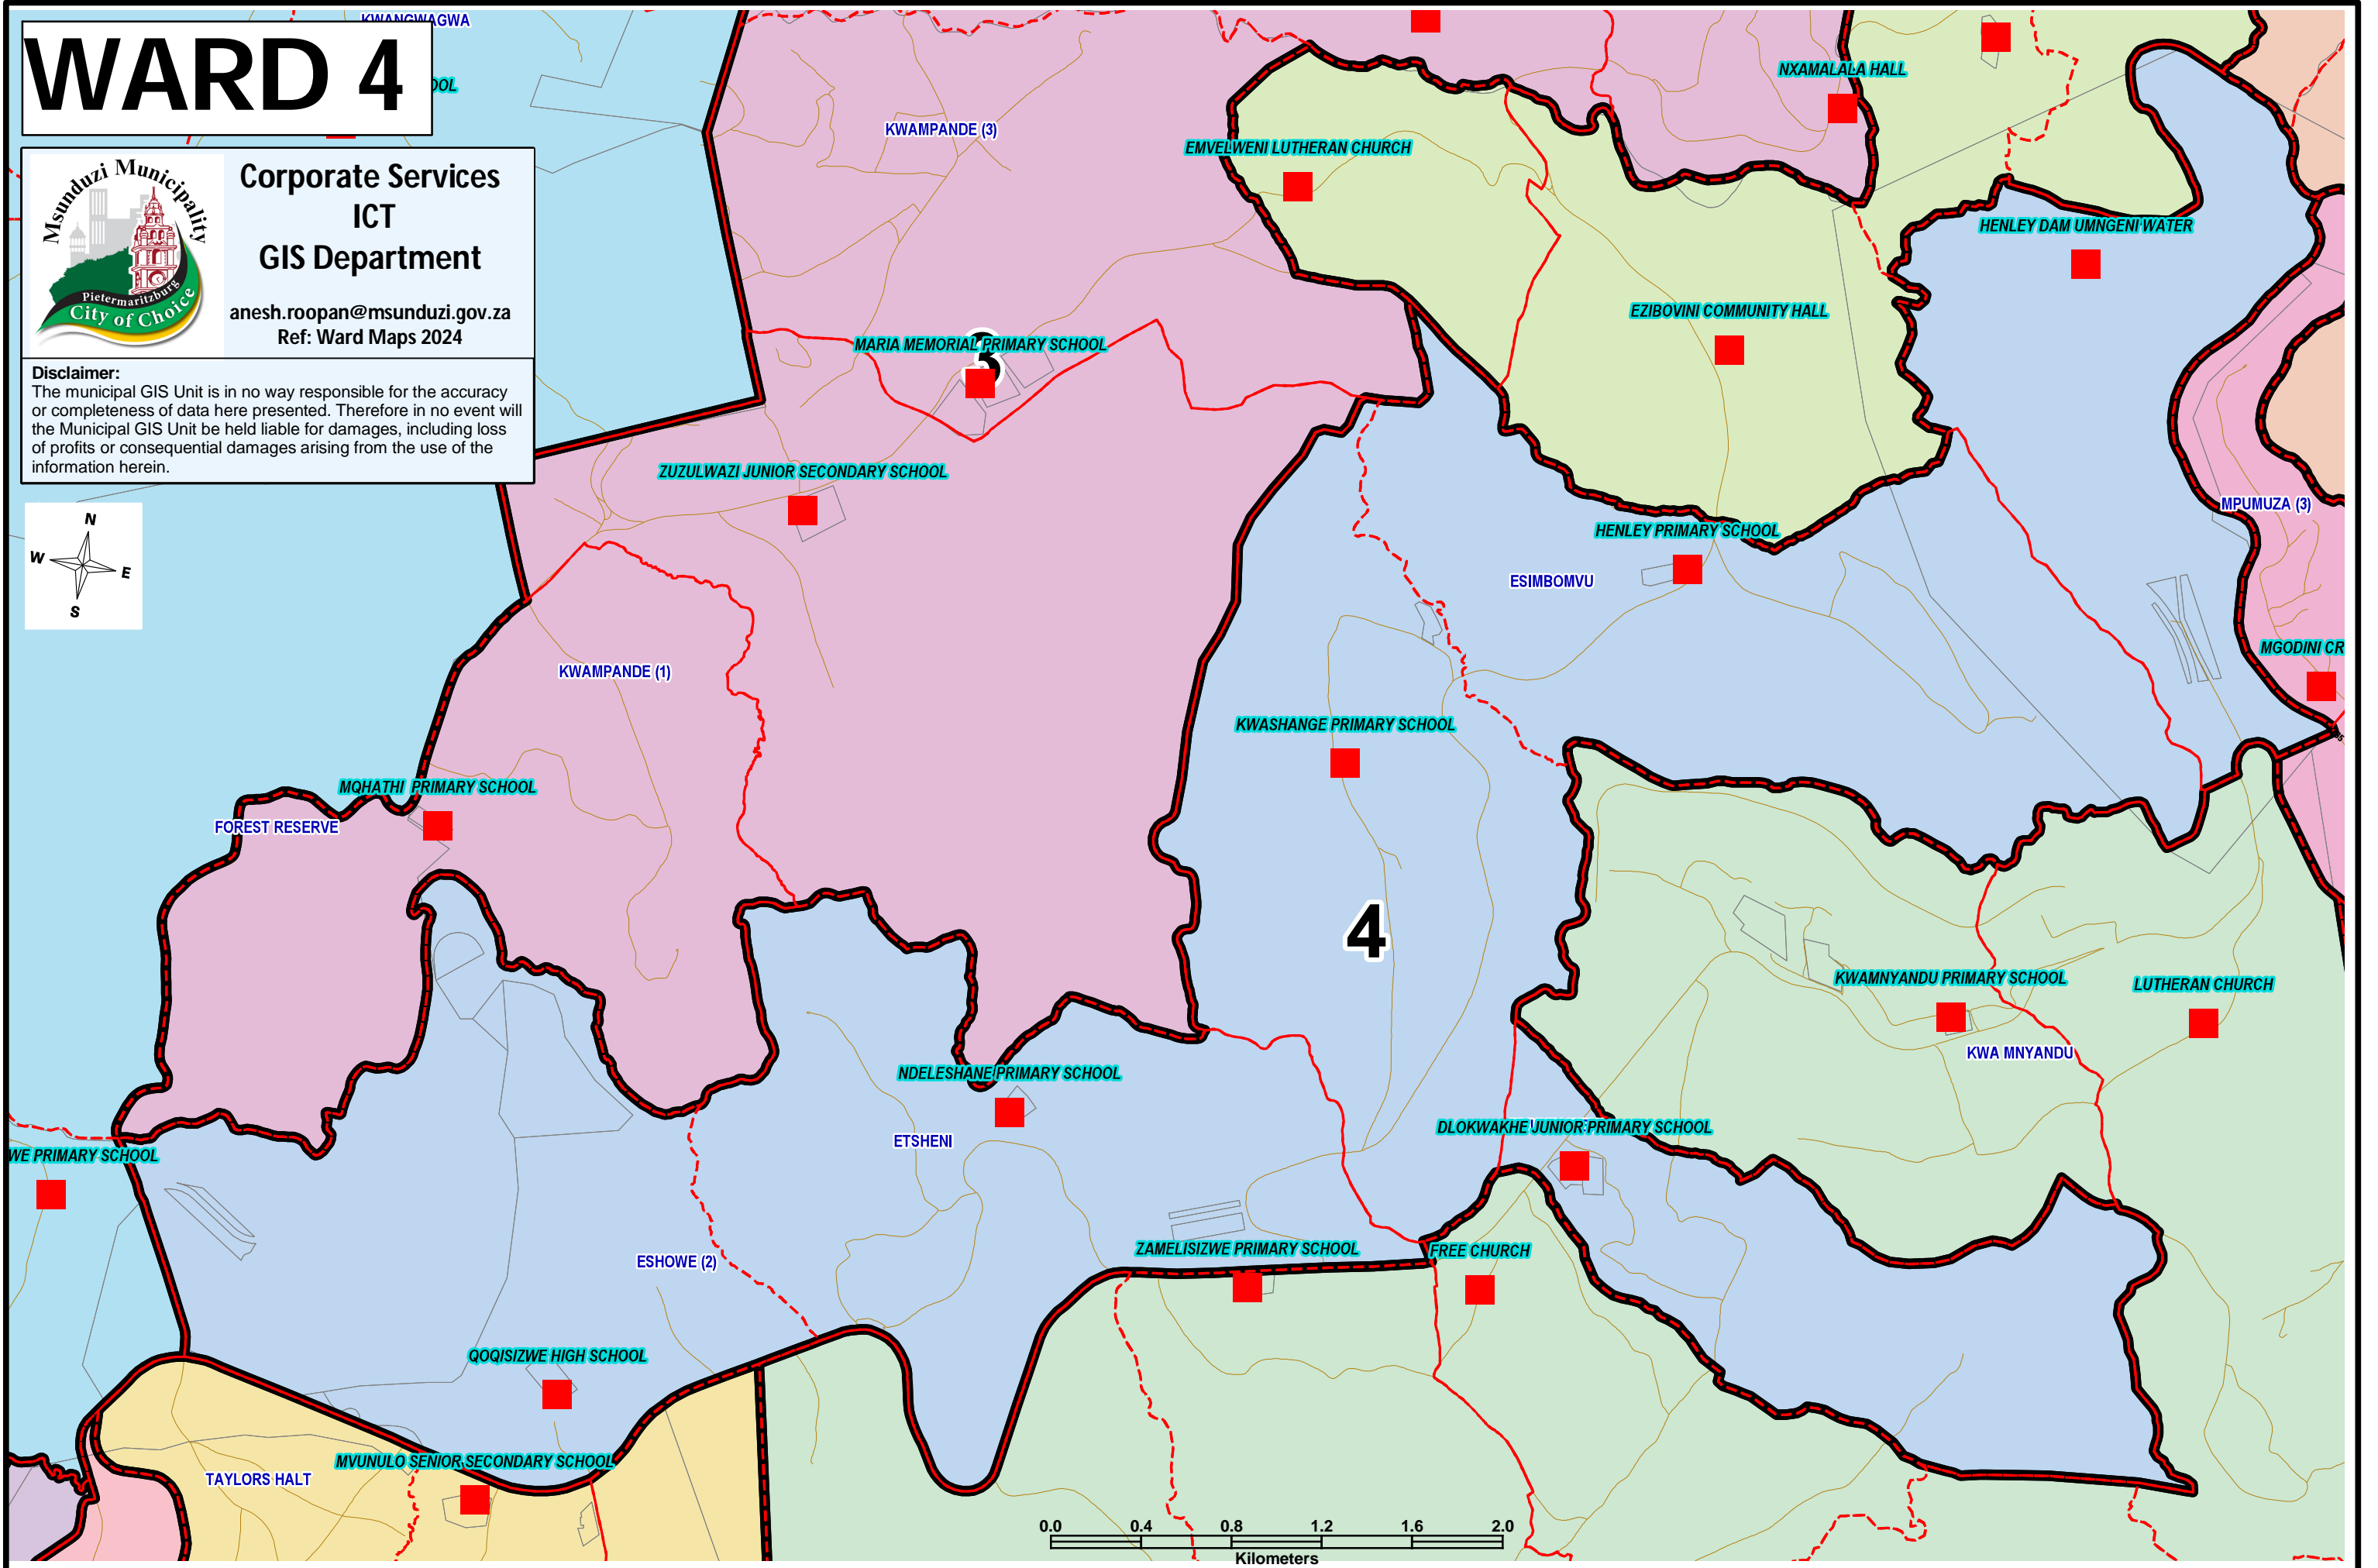 KWANGWAGWA
WARD 4
OOL
Msunduzi Municipality
Pietermaritzburg
City of Choice
Corporate Services
ICT
GIS Department
anesh.roopan@msunduzi.gov.za
Ref: Ward Maps 2024
Disclaimer:
The municipal GIS Unit is in no way responsible for the accuracy
or completeness of data here presented. Therefore in no event will
the Municipal GIS Unit be held liable for damages, including loss
of profits or consequential damages arising from the use of the
information herein.
N
W
E
S
NXAMALALA HALL
KWAMPANDE (3)
EMVELWENI LUTHERAN CHURCH
HENLEY DAM UMNGENI WATER
EZIBOVINI COMMUNITY HALL
MARIA MEMORIAL PRIMARY SCHOOL
3
ZUZULWAZI JUNIOR SECONDARY SCHOOL
MPUMUZA (3)
HENLEY PRIMARY SCHOOL
ESIMBOMVU
MGODINI CR
KWAMPANDE (1)
KWASHANGE PRIMARY SCHOOL
MQHATHI PRIMARY SCHOOL
FOREST RESERVE
4
KWAMNYANDU PRIMARY SCHOOL
LUTHERAN CHURCH
KWA MNYANDU
NDELESHANE PRIMARY SCHOOL
DLOKWAKHE JUNIOR PRIMARY SCHOOL
ETSHENI
WE PRIMARY SCHOOL
ZAMELISIZWE PRIMARY SCHOOL
FREE CHURCH
ESHOWE (2)
QOQISIZWE HIGH SCHOOL
MVUNULO SENIOR SECONDARY SCHOOL
TAYLORS HALT
0.0 0.4 0.8 1.2 1.6 2.0
Kilometers